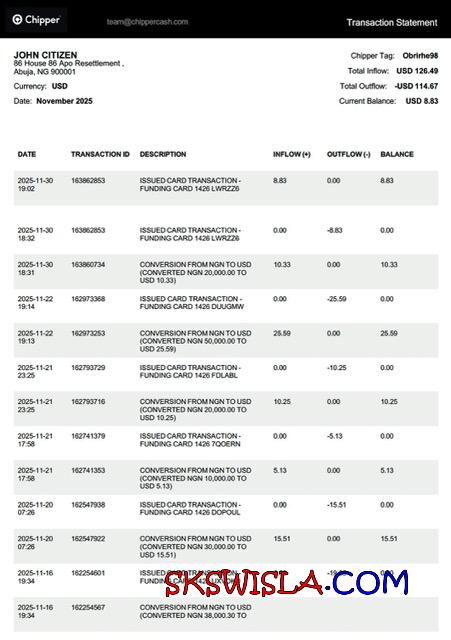 Chipper
team@chippercash.com
Transaction Statement
JOHN CITIZEN
86 House 86 Apo Resettlement ,
Abuja, NG 900001
Currency: USD
Date: November 2025
Chipper Tag: Obrirhe98
Total Inflow: USD 126.49
Total Outflow: -USD 114.67
Current Balance: USD 8.83
DATE TRANSACTION ID DESCRIPTION INFLOW (+) OUTFLOW (-) BALANCE
2025-11-30 163862853 ISSUED CARD TRANSACTION - 8.83 0.00 8.83
19:02 FUNDING CARD 1426 LWRZZ6
2025-11-30 163862853 ISSUED CARD TRANSACTION - 0.00 -8.83 0.00
18:32 FUNDING CARD 1426 LWRZZ6
2025-11-30 163860734 CONVERSION FROM NGN TO USD 10.33 0.00 10.33
18:31 (CONVERTED NGN 20,000.00 TO
USD 10.33)
2025-11-22 162973368 ISSUED CARD TRANSACTION - 0.00 -25.59 0.00
19:14 FUNDING CARD 1426 DUUGMW
2025-11-22 162973253 CONVERSION FROM NGN TO USD 25.59 0.00 25.59
19:13 (CONVERTED NGN 50,000.00 TO
USD 25.59)
2025-11-21 162793729 ISSUED CARD TRANSACTION - 0.00 -10.25 0.00
23:25 FUNDING CARD 1426 FDLABL
2025-11-21 162793716 CONVERSION FROM NGN TO USD 10.25 0.00 10.25
23:25 (CONVERTED NGN 20,000.00 TO
USD 10.25)
2025-11-21 162741379 ISSUED CARD TRANSACTION - 0.00 -5.13 0.00
17:58 FUNDING CARD 1426 7QOERN
2025-11-21 162741353 CONVERSION FROM NGN TO USD 5.13 0.00 5.13
17:58 (CONVERTED NGN 10,000.00 TO
USD 5.13)
2025-11-20 162547938 ISSUED CARD TRANSACTION - 0.00 -15.51 0.00
07:26 FUNDING CARD 1426 DOPOUL
2025-11-20 162547922 CONVERSION FROM NGN TO USD 15.51 0.00 15.51
07:26 (CONVERTED NGN 30,000.00 TO
USD 15.51)
2025-11-16 162254601 ISSUED CARD TRANSACTION-
19:34 FUNDING CARD
SKSWISLA.COM
2025-11-16 162254567 CONVERSION FROM NGN TO USD
19:34 (CONVERTED NGN 38,000.30 TO